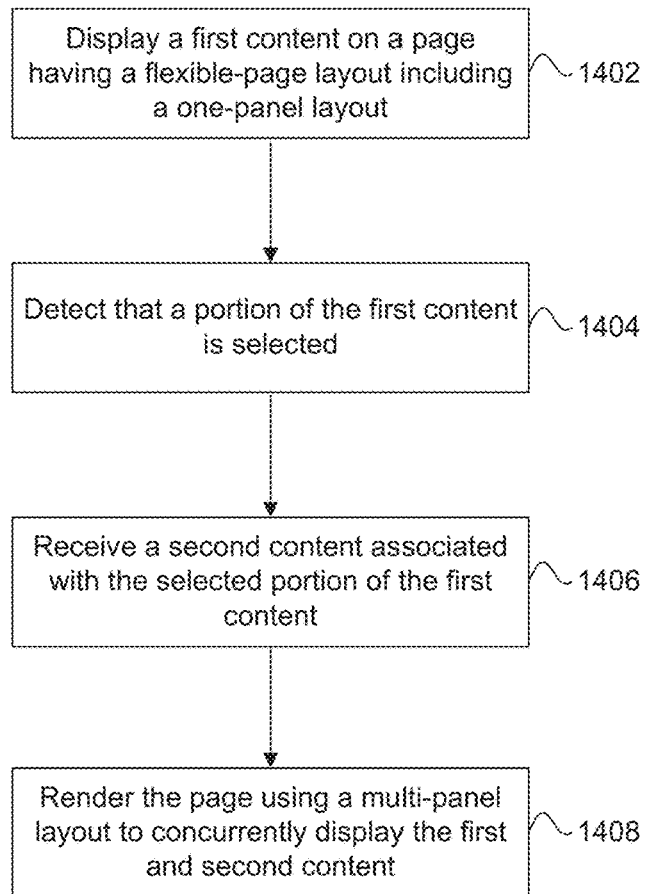 Display a first content on a page
having a flexible-page layout including
a one-panel layout
1402
Detect that a portion of the first content
is selected
1404
Receive a second content associated
with the selected portion of the first
content
1406
Render the page using a multi-panel
layout to concurrently display the first
and second content
1408